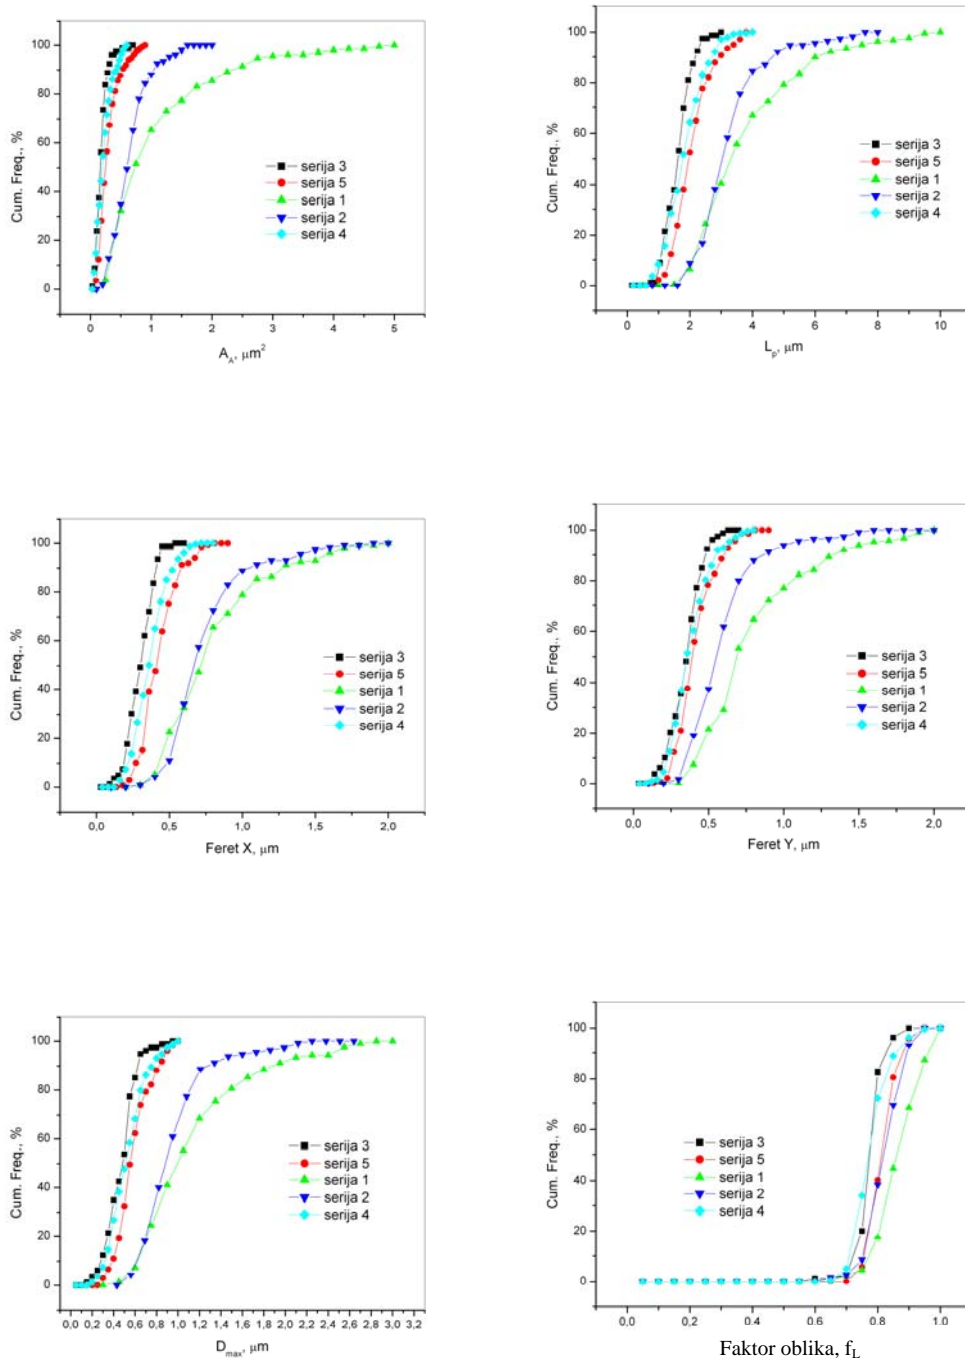 100
80
60
40
20
0
Cum. Freq., %
serija 3
serija 5
serija 1
serija 2
serija 4
0 1 2 3 4 5
A_A, μm²
100
80
60
40
20
0
Cum. Freq., %
serija 3
serija 5
serija 1
serija 2
serija 4
0 2 4 6 8 10
L_p, μm
100
80
60
40
20
0
Cum. Freq., %
serija 3
serija 5
serija 1
serija 2
serija 4
0,0 0,5 1,0 1,5 2,0
Feret X, μm
100
80
60
40
20
0
Cum. Freq., %
serija 3
serija 5
serija 1
serija 2
serija 4
0,0 0,5 1,0 1,5 2,0
Feret Y, μm
100
80
60
40
20
0
Cum. Freq., %
serija 3
serija 5
serija 1
serija 2
serija 4
0,0 0,2 0,4 0,6 0,8 1,0 1,2 1,4 1,6 1,8 2,0 2,2 2,4 2,6 2,8 3,0 3,2
D_max, μm
100
80
60
40
20
0
Cum. Freq., %
serija 3
serija 5
serija 1
serija 2
serija 4
0,0 0,2 0,4 0,6 0,8 1,0
Faktor oblika, f_L